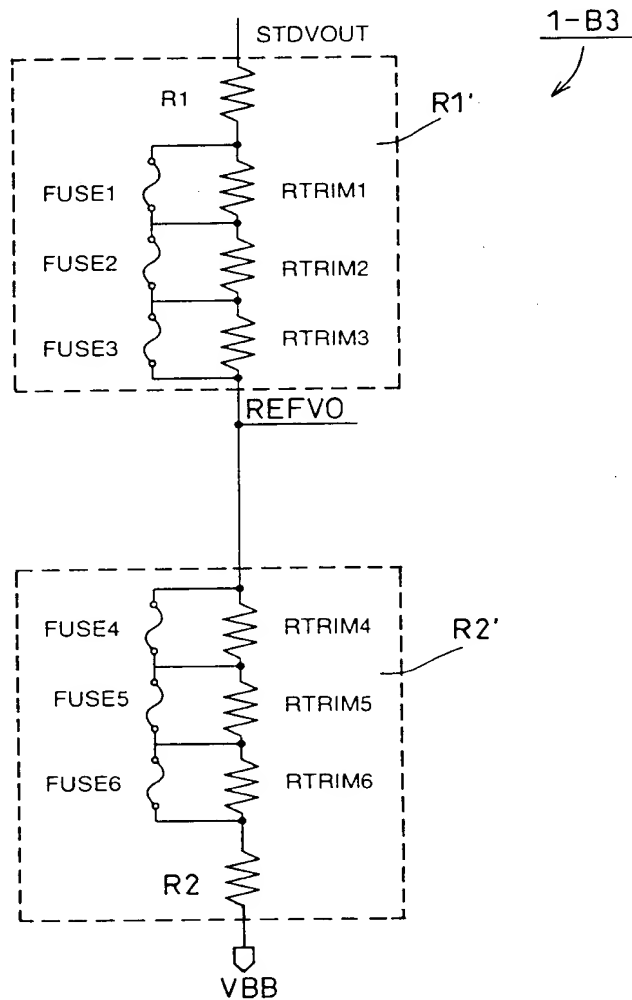 1-B3
STDVOUT
R1
R1'
FUSE1
RTRIM1
FUSE2
RTRIM2
FUSE3
RTRIM3
REFVO
FUSE4
RTRIM4
R2'
FUSE5
RTRIM5
FUSE6
RTRIM6
R2
VBB